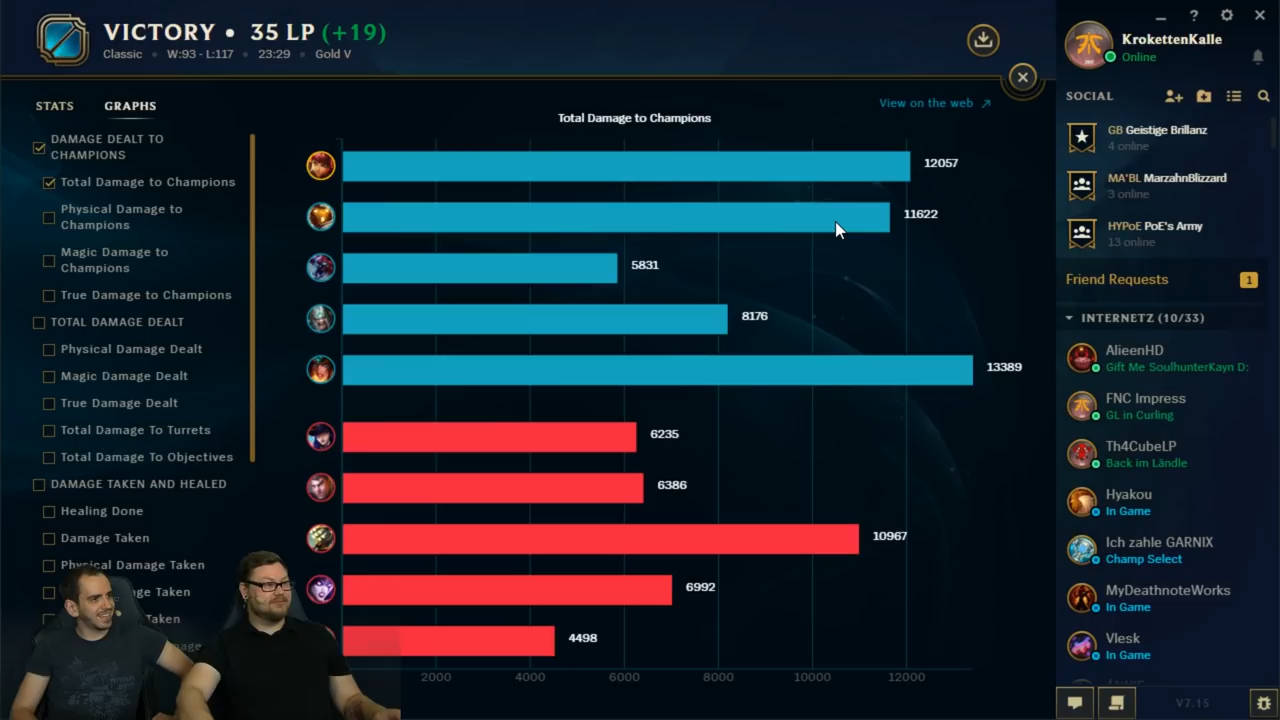 VICTORY • 35 LP (+19)
Classic • W:93 - L:117 • 23:29 • Gold V
STATS
GRAPHS
View on the web
DAMAGE DEALT TO
CHAMPIONS
Total Damage to Champions
Physical Damage to
Champions
Magic Damage to
Champions
True Damage to Champions
TOTAL DAMAGE DEALT
Physical Damage Dealt
Magic Damage Dealt
True Damage Dealt
Total Damage To Turrets
Total Damage To Objectives
DAMAGE TAKEN AND HEALED
Healing Done
Damage Taken
Physical Damage Taken
Taken
Taken
Total Damage to Champions
12057
11622
5831
8176
13389
6235
6386
10967
6992
4498
2000
4000
6000
8000
10000
12000
KrokettenKalle
Online
SOCIAL
GB Geistige Brillanz
4 online
MA'BL MarzahnBlizzard
3 online
HYPoE PoE's Army
13 online
Friend Requests
1
INTERNETZ (10/33)
AlieenHD
Gift Me SoulhunterKayn D:
FNC Impress
GL in Curling
Th4CubeLP
Back im Ländle
Hyakou
In Game
Ich zahle GARNIX
Champ Select
MyDeathnoteWorks
In Game
Vlesk
In Game
V7.15